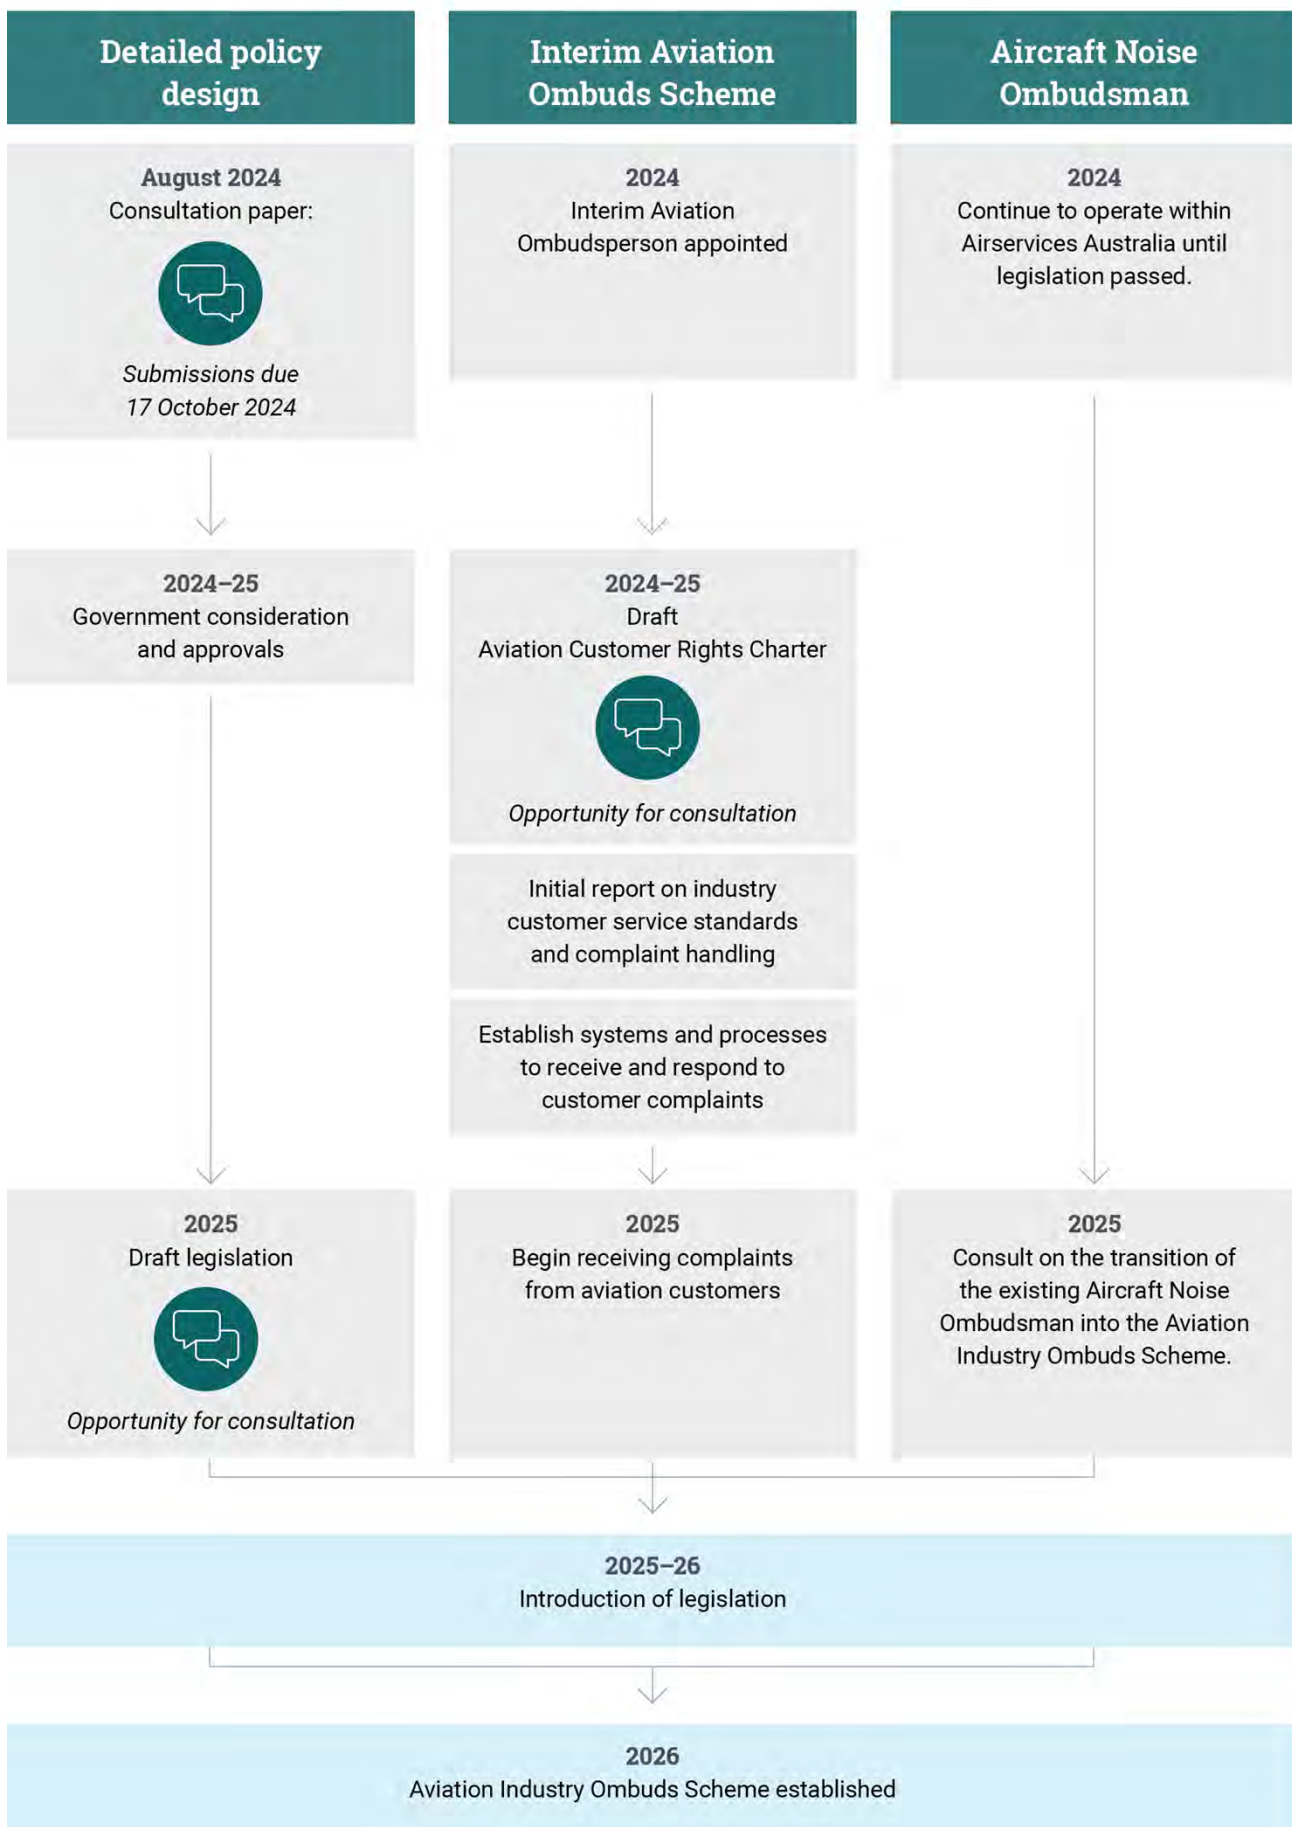 Detailed policy
design
Interim Aviation
Ombuds Scheme
Aircraft Noise
Ombudsman
August 2024
Consultation paper:
Submissions due
17 October 2024
2024
Interim Aviation
Ombudsperson appointed
2024
Continue to operate within
Airservices Australia until
legislation passed.
2024–25
Government consideration
and approvals
2024–25
Draft
Aviation Customer Rights Charter
Opportunity for consultation
Initial report on industry
customer service standards
and complaint handling
Establish systems and processes
to receive and respond to
customer complaints
2025
Draft legislation
Opportunity for consultation
2025
Begin receiving complaints
from aviation customers
2025
Consult on the transition of
the existing Aircraft Noise
Ombudsman into the Aviation
Industry Ombuds Scheme.
2025–26
Introduction of legislation
2026
Aviation Industry Ombuds Scheme established